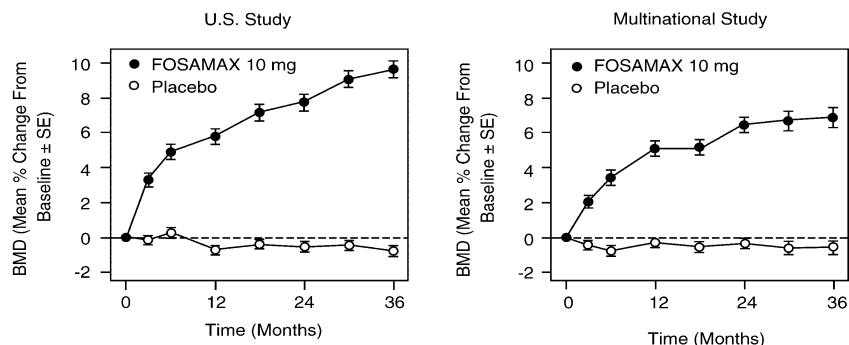 U.S. Study
BMD (Mean % Change From
Baseline ± SE)
10
8
6
4
2
0
-2
FOSAMAX 10 mg
Placebo
0
12
24
36
Time (Months)
Multinational Study
BMD (Mean % Change From
Baseline ± SE)
10
8
6
4
2
0
-2
FOSAMAX 10 mg
Placebo
0
12
24
36
Time (Months)